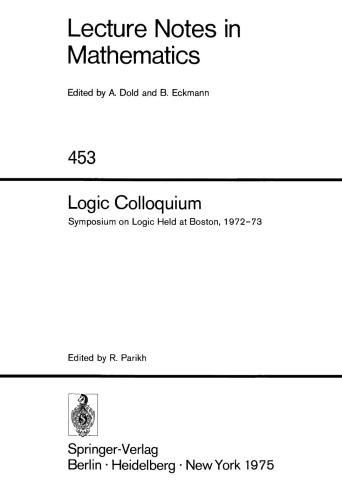 Lecture Notes in
Mathematics
Edited by A. Dold and B. Eckmann
453
Logic Colloquium
Symposium on Logic Held at Boston, 1972–73
Edited by R. Parikh
Springer-Verlag
Berlin · Heidelberg · New York 1975